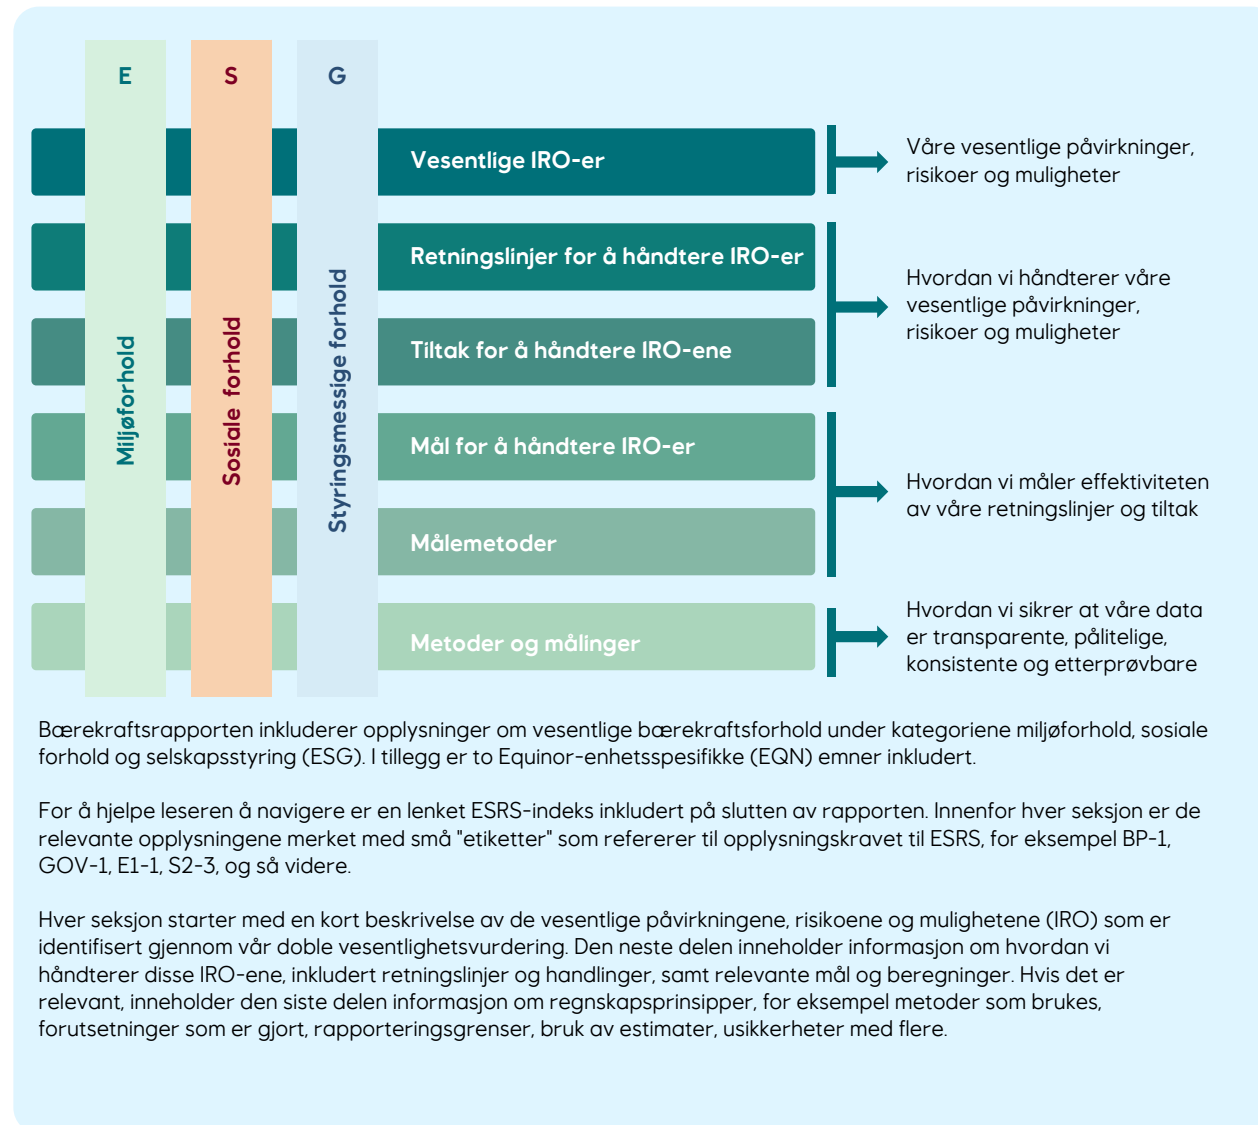 E
S
G
Miljøforhold
Sosiale forhold
Styringsmessige forhold
Vesentlige IRO-er
Våre vesentlige påvirkninger,
risikoer og muligheter
Retningslinjer for å håndtere IRO-er
Tiltak for å håndtere IRO-ene
Hvordan vi håndterer våre
vesentlige påvirkninger,
risikoer og muligheter
Mål for å håndtere IRO-er
Målemetoder
Hvordan vi måler effektiviteten
av våre retningslinjer og tiltak
Metoder og målinger
Hvordan vi sikrer at våre data
er transparente, pålitelige,
konsistente og etterprøvbare
Bærekraftsrapporten inkluderer opplysninger om vesentlige bærekraftsforhold under kategoriene miljøforhold, sosiale
forhold og selskapsstyring (ESG). I tillegg er to Equinor-enhetsspesifikke (EQN) emner inkludert.
For å hjelpe leseren å navigere er en lenket ESRS-indeks inkludert på slutten av rapporten. Innenfor hver seksjon er de
relevante opplysningene merket med små "etiketter" som refererer til opplysningskravet til ESRS, for eksempel BP-1,
GOV-1, E1-1, S2-3, og så videre.
Hver seksjon starter med en kort beskrivelse av de vesentlige påvirkningene, risikoene og mulighetene (IRO) som er
identifisert gjennom vår doble vesentlighetsvurdering. Den neste delen inneholder informasjon om hvordan vi
håndterer disse IRO-ene, inkludert retningslinjer og handlinger, samt relevante mål og beregninger. Hvis det er
relevant, inneholder den siste delen informasjon om regnskapsprinsipper, for eksempel metoder som brukes,
forutsetninger som er gjort, rapporteringsgrenser, bruk av estimater, usikkerheter med flere.